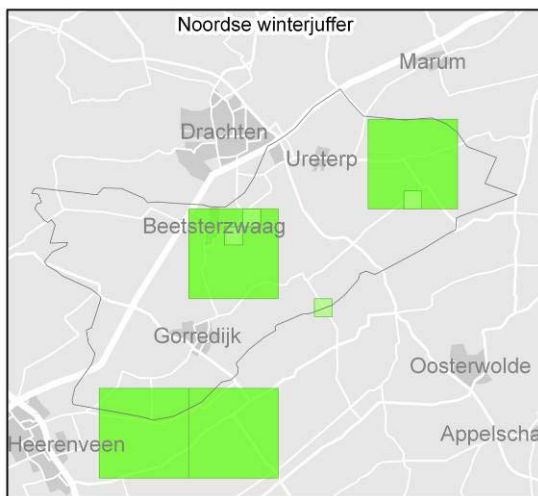 Noordse winterjuffer
Marum
Drachten
Ureterp
Beetsterzwaag
Gorredijk
Oosterwolde
Heerenveen
Appelscha